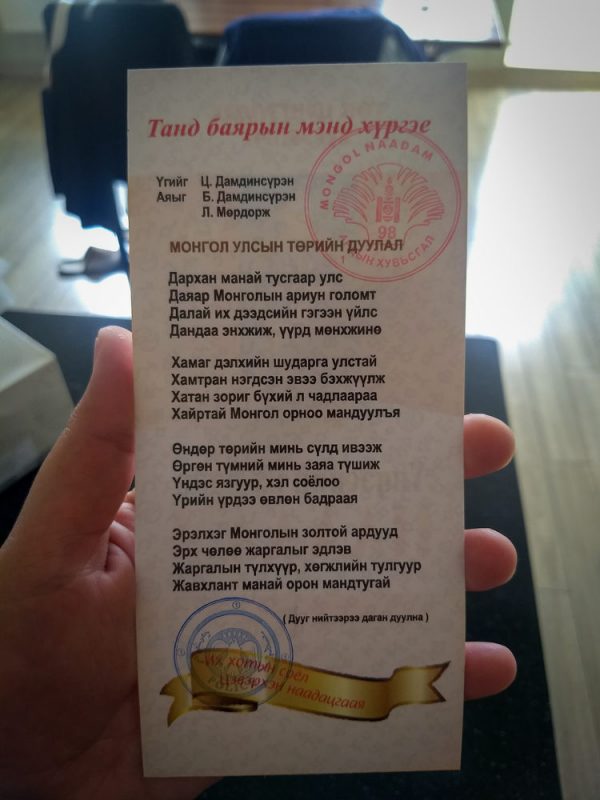 Танд баярын мэнд хүргэе
MONGOL NAADAM
98
Үгийг Ц. Дамдинсүрэн
Аяыг Б. Дамдинсүрэн
Л. Мөрдорж
МОНГОЛ УЛСЫН ТӨРИЙН ДУУЛАЛ
Дархан манай тусгаар улс
Даяар Монголын ариун голомт
Далай их дээдсийн гэгээн үйлс
Дандаа энхжиж, үүрд мөнхжинө
Хамаг дэлхийн шударга улстай
Хамтран нэгдсэн эвээ бэхжүүлж
Хатан зориг бүхий л чадлаараа
Хайртай Монгол орноо мандуулъя
Өндөр төрийн минь сүлд ивээж
Өргөн түмний минь заяа түшиж
Үндэс язгуур, хэл соёлоо
Үрийн үрдээ өвлөн бадраая
Эрэлхэг Монголын золтой ардууд
Эрх чөлөө жаргалыг эдлэв
Жаргалын түлхүүр, хөгжлийн тулгуур
Жавхлант манай орон мандтугай
( Дууг нийтээрээ даган дуулна )
Их хотын соёл
наадацгаая